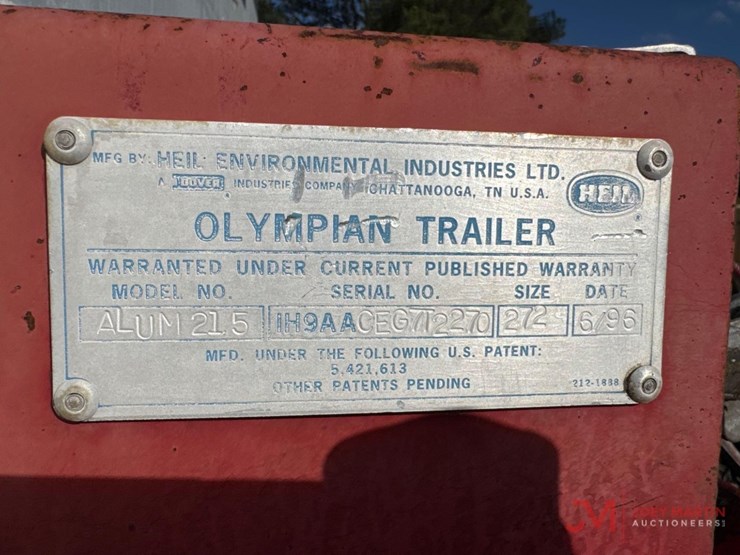 MFG BY: HEIL ENVIRONMENTAL INDUSTRIES LTD.
A DOVER INDUSTRIES COMPANY CHATTANOOGA, TN U.S.A.
HEIL
OLYMPIAN TRAILER
WARRANTED UNDER CURRENT PUBLISHED WARRANTY
MODEL NO. SERIAL NO. SIZE DATE
ALUM 21.5 1H9AACEG7T2270 272 6/96
MFD. UNDER THE FOLLOWING U.S. PATENT:
5,421,613
OTHER PATENTS PENDING
212-1888
AUCTIONEERS